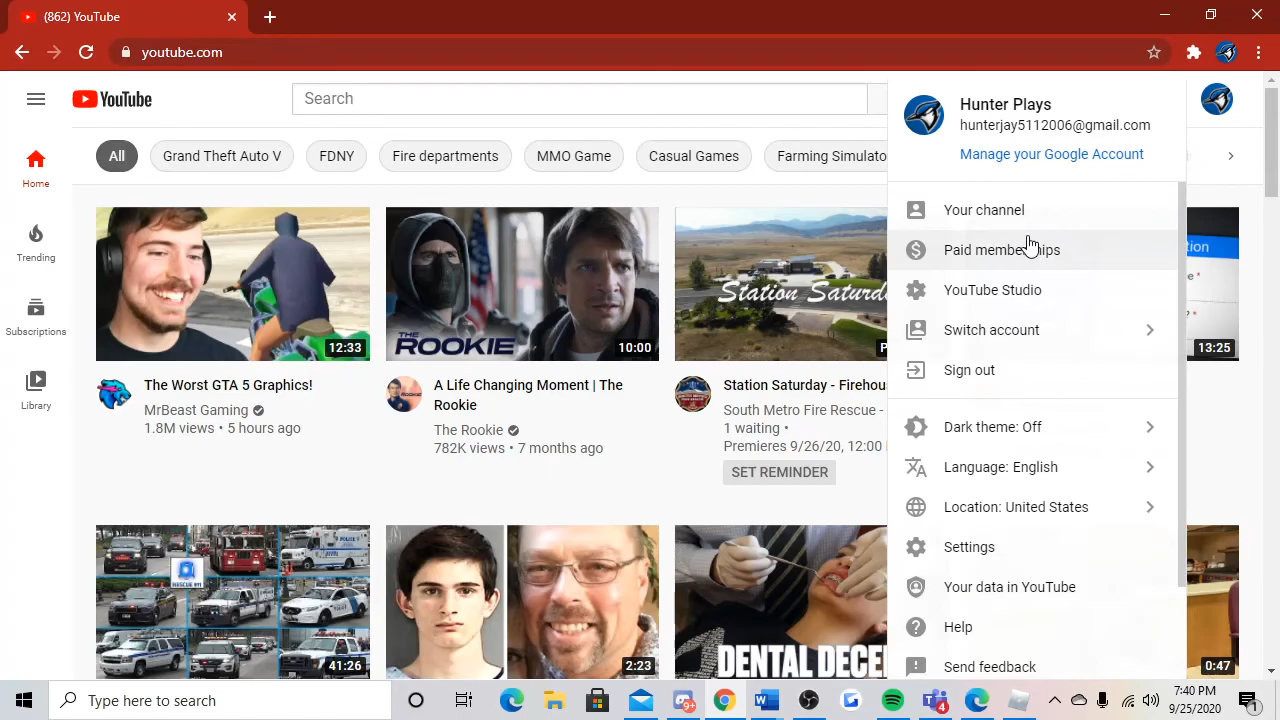 (862) YouTube
youtube.com
YouTube
Search
Hunter Plays
hunterjay5112006@gmail.com
Manage your Google Account
All
Grand Theft Auto V
FDNY
Fire departments
MMO Game
Casual Games
Farming Simulato
Home
Trending
Subscriptions
Library
Your channel
Paid memberships
YouTube Studio
Switch account
Sign out
Dark theme: Off
Language: English
Location: United States
Settings
Your data in YouTube
Help
Send feedback
12:33
THE
ROOKIE
10:00
Station Saturd
P
tion
13:25
The Worst GTA 5 Graphics!
MrBeast Gaming
1.8M views • 5 hours ago
A Life Changing Moment | The
Rookie
The Rookie
782K views • 7 months ago
Station Saturday - Firehou
South Metro Fire Rescue -
1 waiting •
Premieres 9/26/20, 12:00
SET REMINDER
RESCUE 911
41:26
2:23
DENTAL DECE
0:47
Type here to search
9+
4
7:40 PM
9/25/2020
1